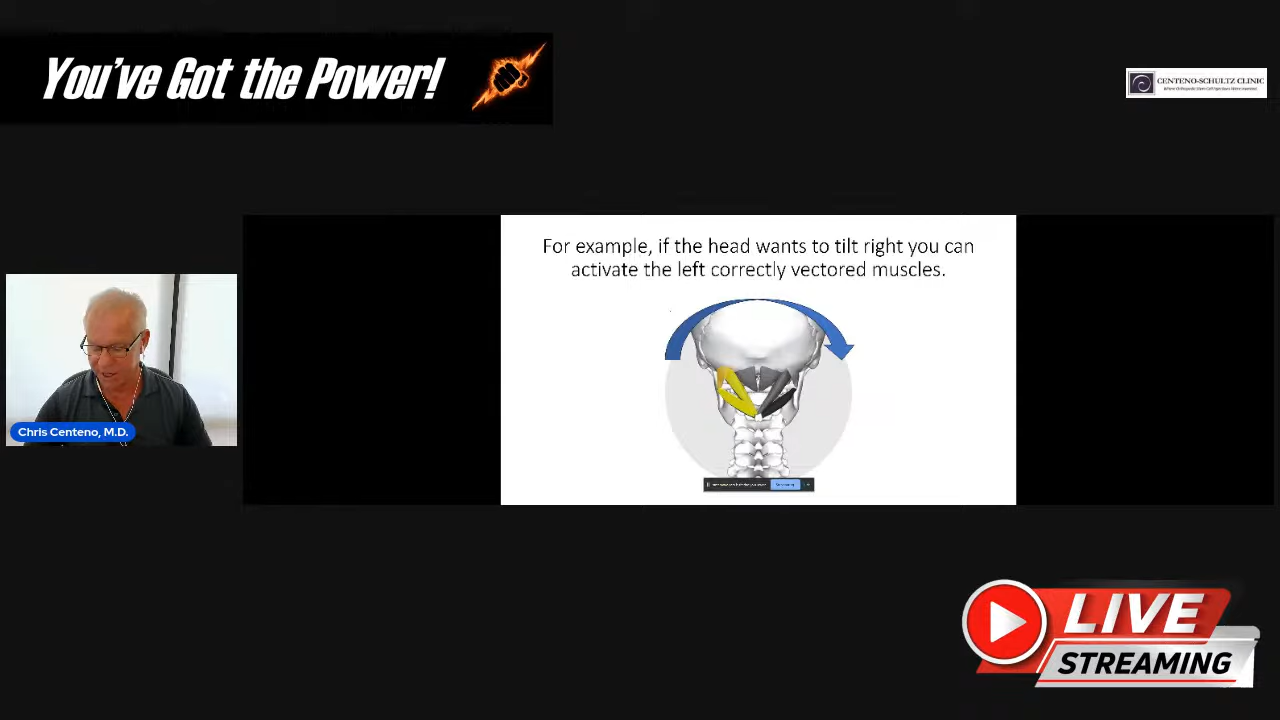 You've Got the Power!
CENTENO-SCHULTZ CLINIC
For example, if the head wants to tilt right you can
activate the left correctly vectored muscles.
Chris Centeno, M.D.
LIVE
STREAMING